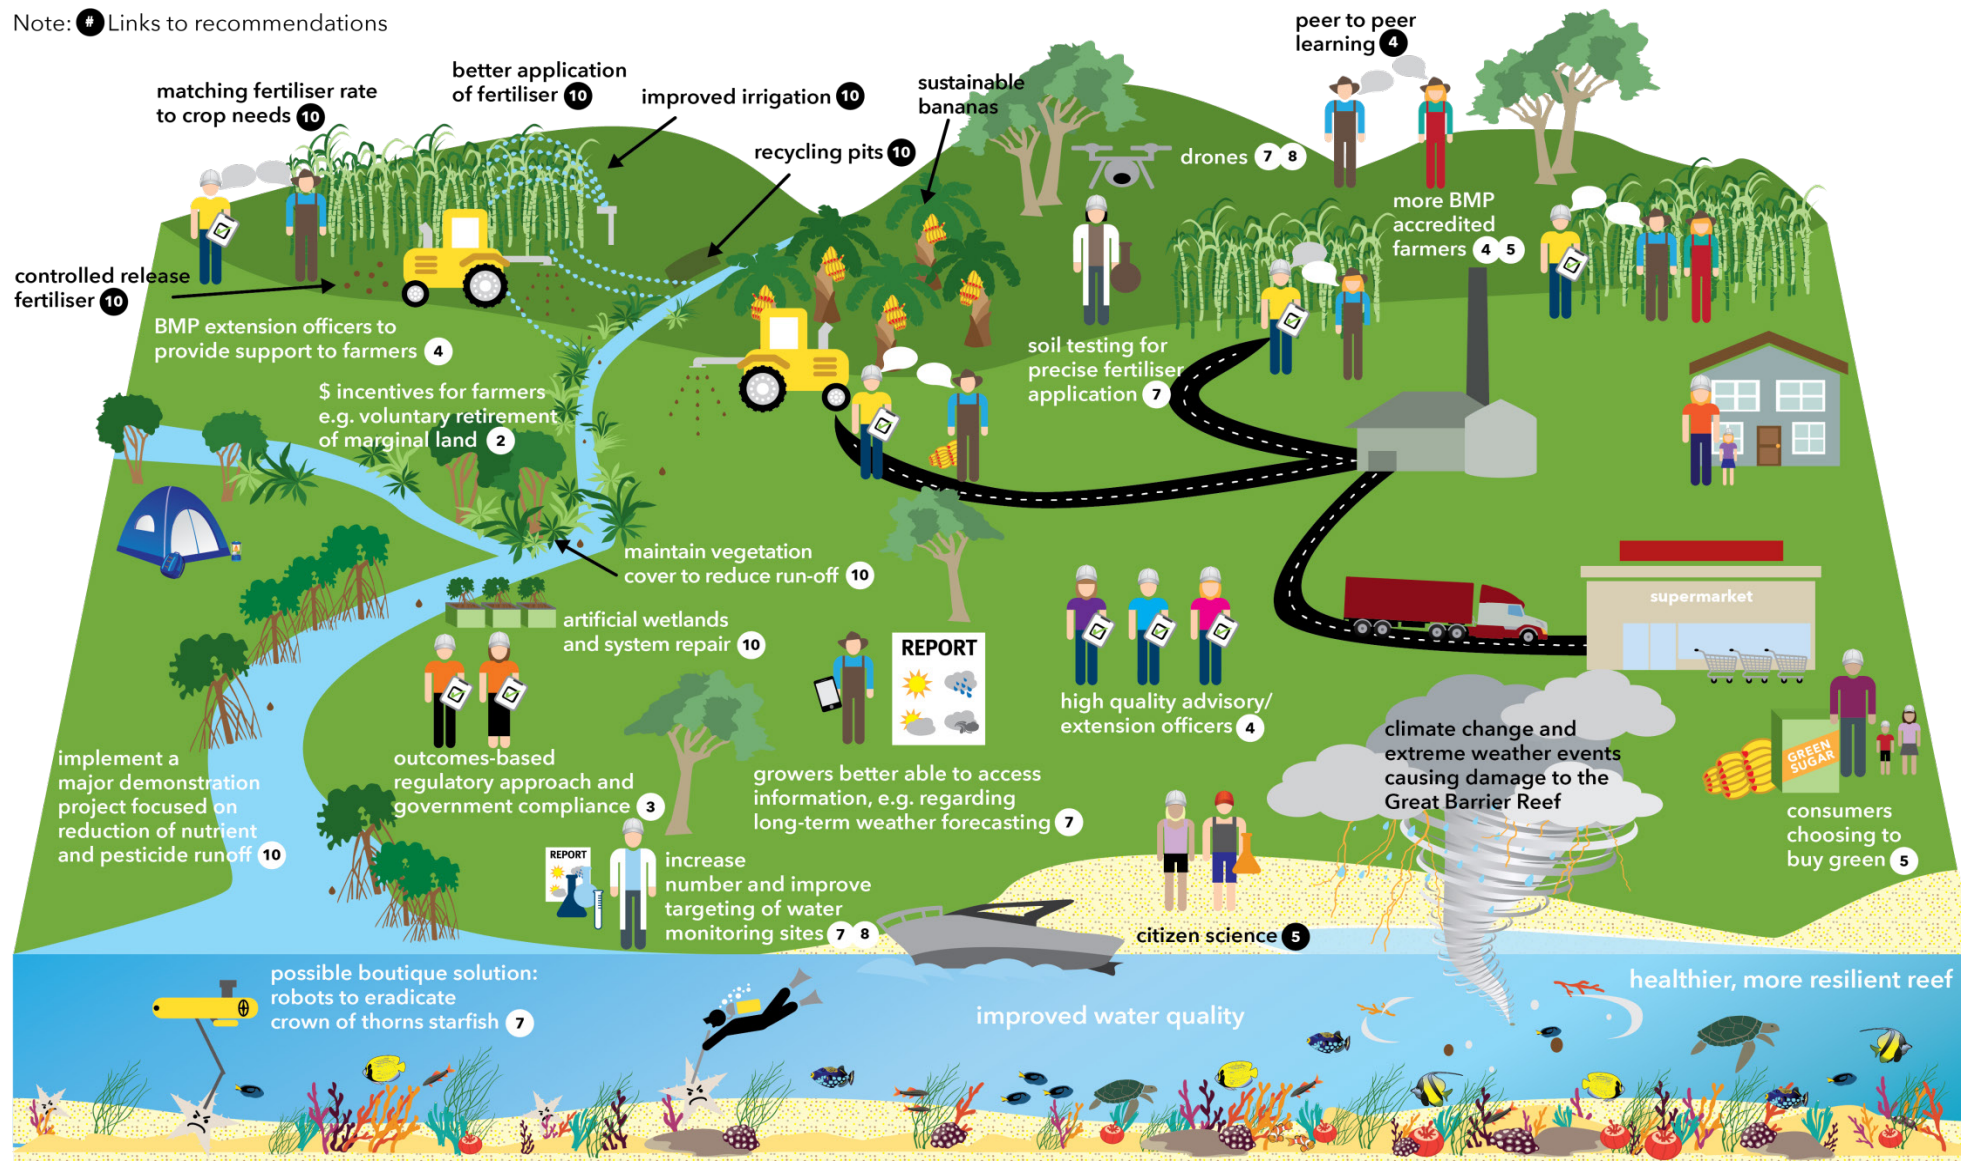 Note: # Links to recommendations
peer to peer
learning 4
matching fertiliser rate
to crop needs 10
better application
of fertiliser 10
improved irrigation 10
sustainable
bananas
recycling pits 10
drones 7 8
more BMP
accredited
farmers 4 5
controlled release
fertiliser 10
BMP extension officers to
provide support to farmers 4
soil testing for
precise fertiliser
application 7
$ incentives for farmers
e.g. voluntary retirement
of marginal land 2
maintain vegetation
cover to reduce run-off 10
supermarket
artificial wetlands
and system repair 10
REPORT
high quality advisory/
extension officers 4
climate change and
extreme weather events
causing damage to the
Great Barrier Reef
GREEN
SUGAR
implement a
major demonstration
project focused on
reduction of nutrient
and pesticide runoff 10
outcomes-based
regulatory approach and
government compliance 3
growers better able to access
information, e.g. regarding
long-term weather forecasting 7
consumers
choosing to
buy green 5
REPORT
increase
number and improve
targeting of water
monitoring sites 7 8
citizen science 5
possible boutique solution:
robots to eradicate
crown of thorns starfish 7
improved water quality
healthier, more resilient reef